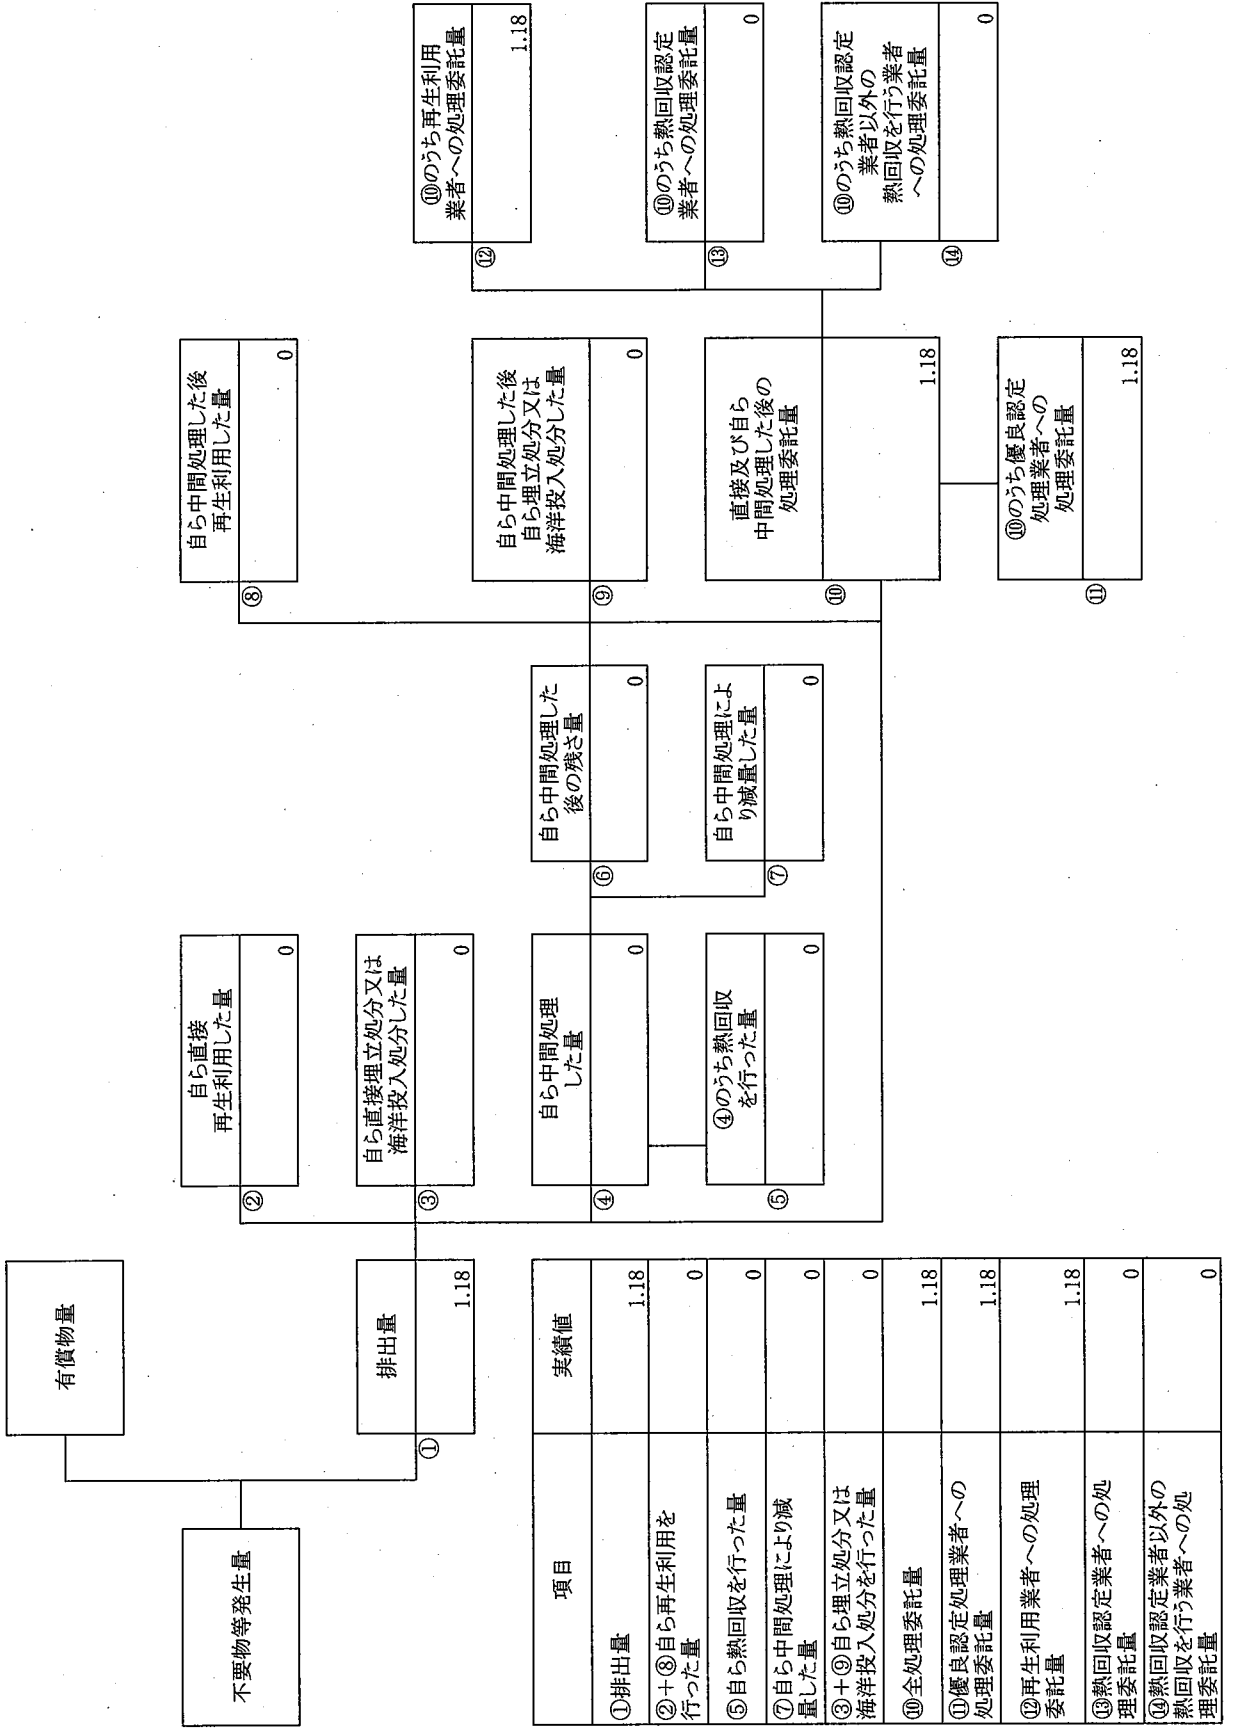 不要物等発生量
有償物量
排出量
①
1.18
自ら直接
再生利用した量
②
0
自ら直接埋立処分又は
海洋投入処分した量
③
0
自ら中間処理
した量
④
0
④のうち熱回収
を行った量
⑤
0
自ら中間処理した
後の残さ量
⑥
0
自ら中間処理によ
り減量した量
⑦
0
自ら中間処理した後
再生利用した量
⑧
0
自ら中間処理した後
自ら埋立処分又は
海洋投入処分した量
⑨
0
直接及び自ら
中間処理した後の
処理委託量
⑩
1.18
⑩のうち優良認定
処理業者への
処理委託量
⑪
1.18
⑩のうち再生利用
業者への処理委託量
⑫
1.18
⑩のうち熱回収認定
業者への処理委託量
⑬
0
⑩のうち熱回収認定
業者以外の
熱回収を行う業者
への処理委託量
⑭
0
項目 実績値
①排出量 1.18
②+⑧自ら再生利用を
行った量 0
⑤自ら熱回収を行った量 0
⑦自ら中間処理により減
量した量 0
③+⑨自ら埋立処分又は
海洋投入処分を行った量 0
⑩全処理委託量 1.18
⑪優良認定処理業者への
処理委託量 1.18
⑫再生利用業者への処理
委託量 1.18
⑬熱回収認定業者への処
理委託量 0
⑭熱回収認定業者以外の
熱回収を行う業者への処
理委託量 0